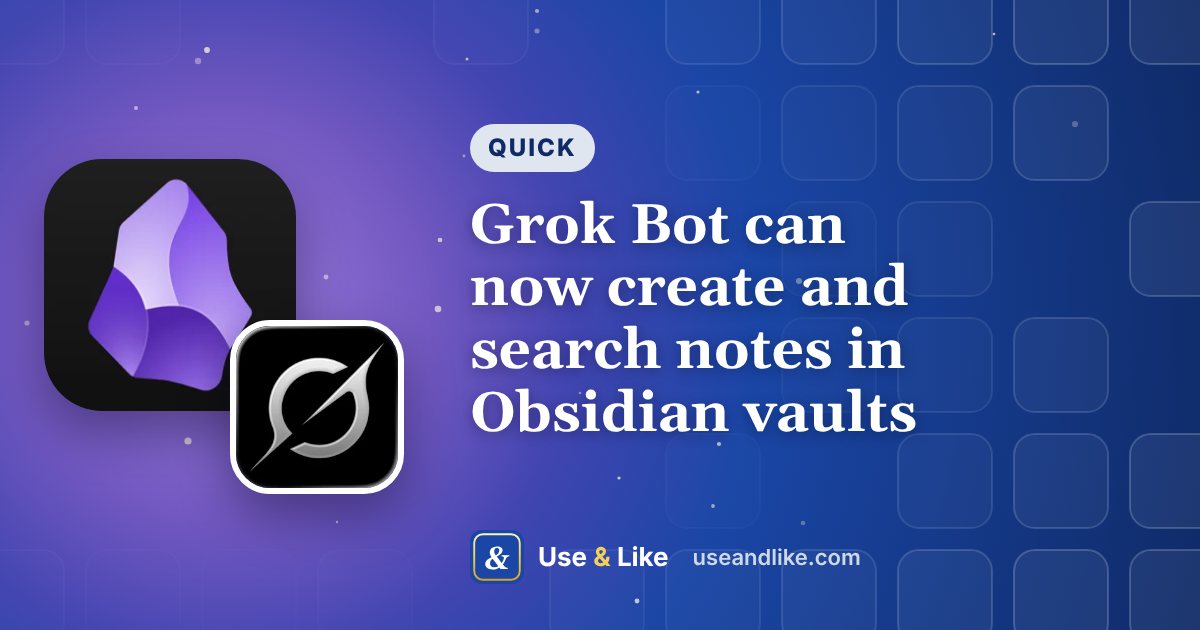 QUICK
Grok Bot can
now create and
search notes in
Obsidian vaults
& Use & Like useandlike.com